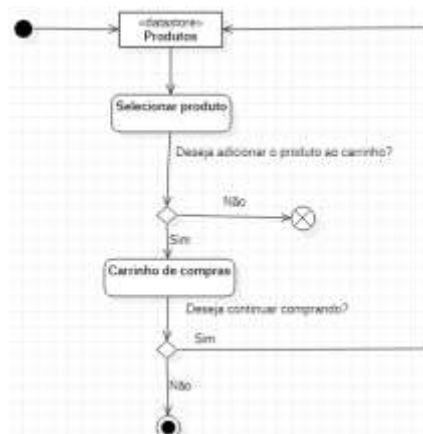 «datastore»
Produtos
Selecionar produto
Deseja adicionar o produto ao carrinho?
Não
Sim
Carrinho de compras
Deseja continuar comprando?
Sim
Não